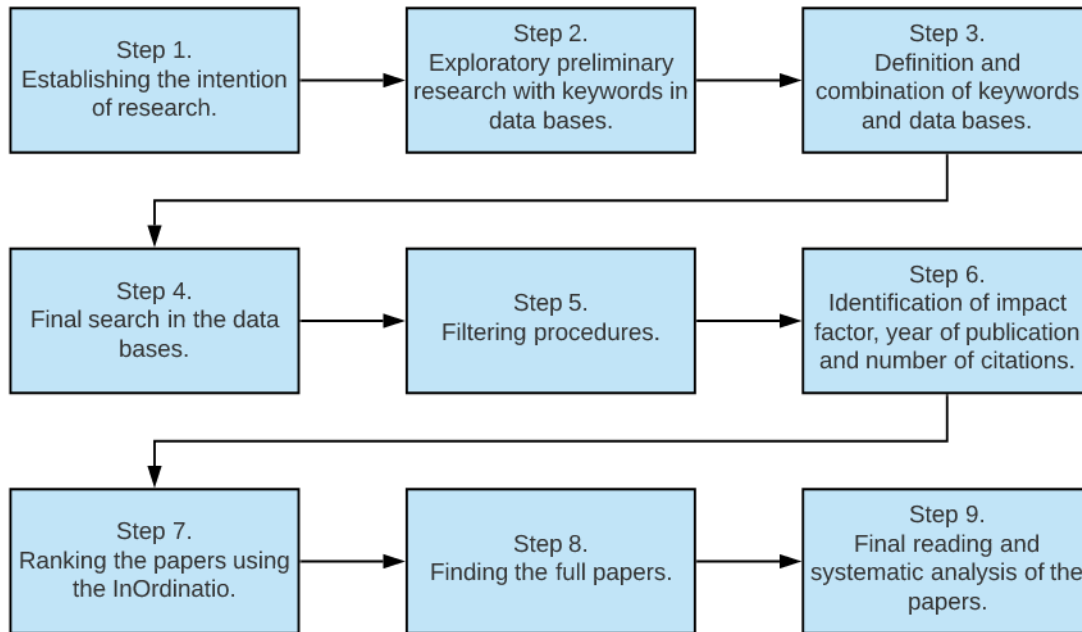 Step 1.
Establishing the intention
of research.
Step 2.
Exploratory preliminary
research with keywords in
data bases.
Step 3.
Definition and
combination of keywords
and data bases.
Step 4.
Final search in the data
bases.
Step 5.
Filtering procedures.
Step 6.
Identification of impact
factor, year of publication
and number of citations.
Step 7.
Ranking the papers using
the InOrdinatio.
Step 8.
Finding the full papers.
Step 9.
Final reading and
systematic analysis of the
papers.